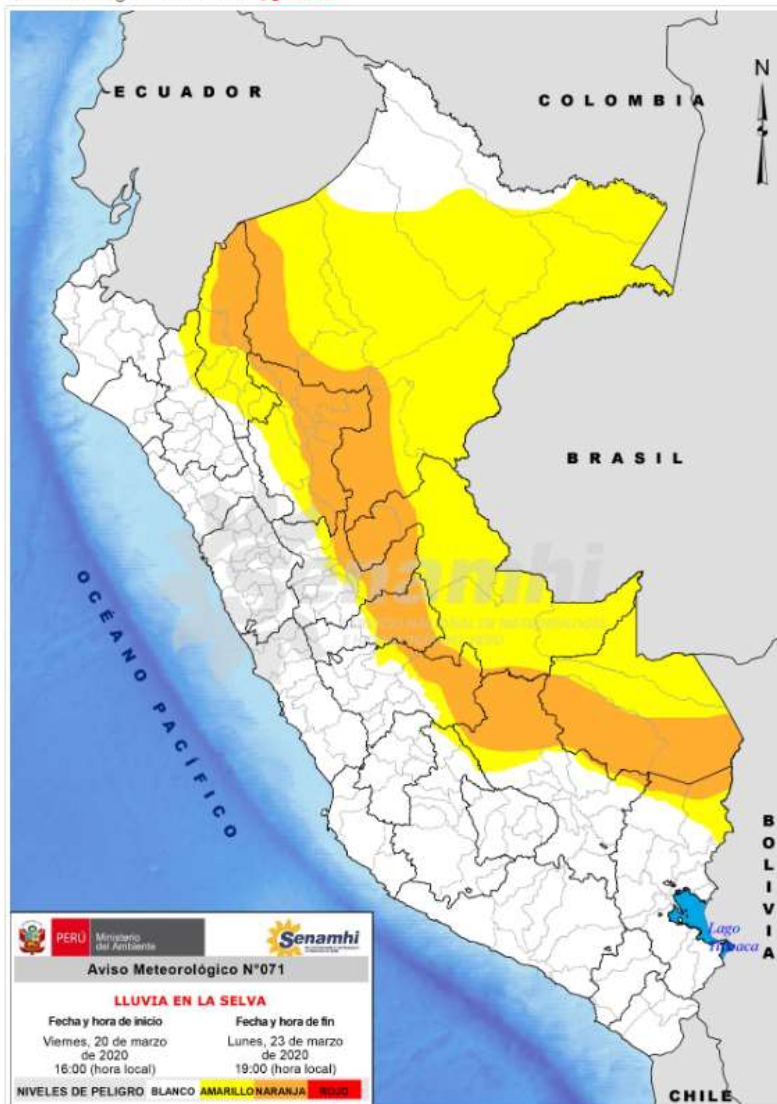 ECUADOR
COLOMBIA
N
BRASIL
Senamhi
OCÉANO PACÍFICO
BOLIVIA
Lago
CHILE
PERÚ
Ministerio
del Ambiente
Senamhi
Aviso Meteorológico N°071
LLUVIA EN LA SELVA
Fecha y hora de inicio
Viernes, 20 de marzo
de 2020
16:00 (hora local)
Fecha y hora de fin
Lunes, 23 de marzo
de 2020
19:00 (hora local)
NIVELES DE PELIGRO BLANCO AMARILLO NARANJA ROJO